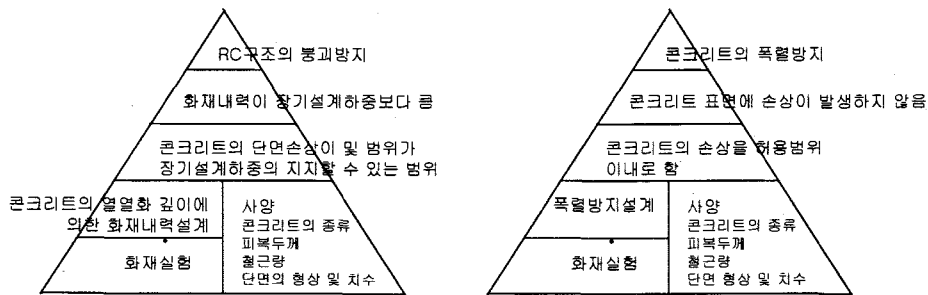 RC구조의 붕괴방지
화재내력이 장기설계하중보다 큼
콘크리트의 단면손상이 및 범위가
장기설계하중의 지지할 수 있는 범위
콘크리트의 열열화 깊이에
의한 화재내력설계
화재실험
사양
콘크리트의 종류
피복두께
철근량
단면의 형상 및 치수
콘크리트의 폭렬방지
콘크리트 표면에 손상이 발생하지 않음
콘크리트의 손상을 허용범위
이내로 함
폭렬방지설계
화재실험
사양
콘크리트의 종류
피복두께
철근량
단면의 형상 및 치수